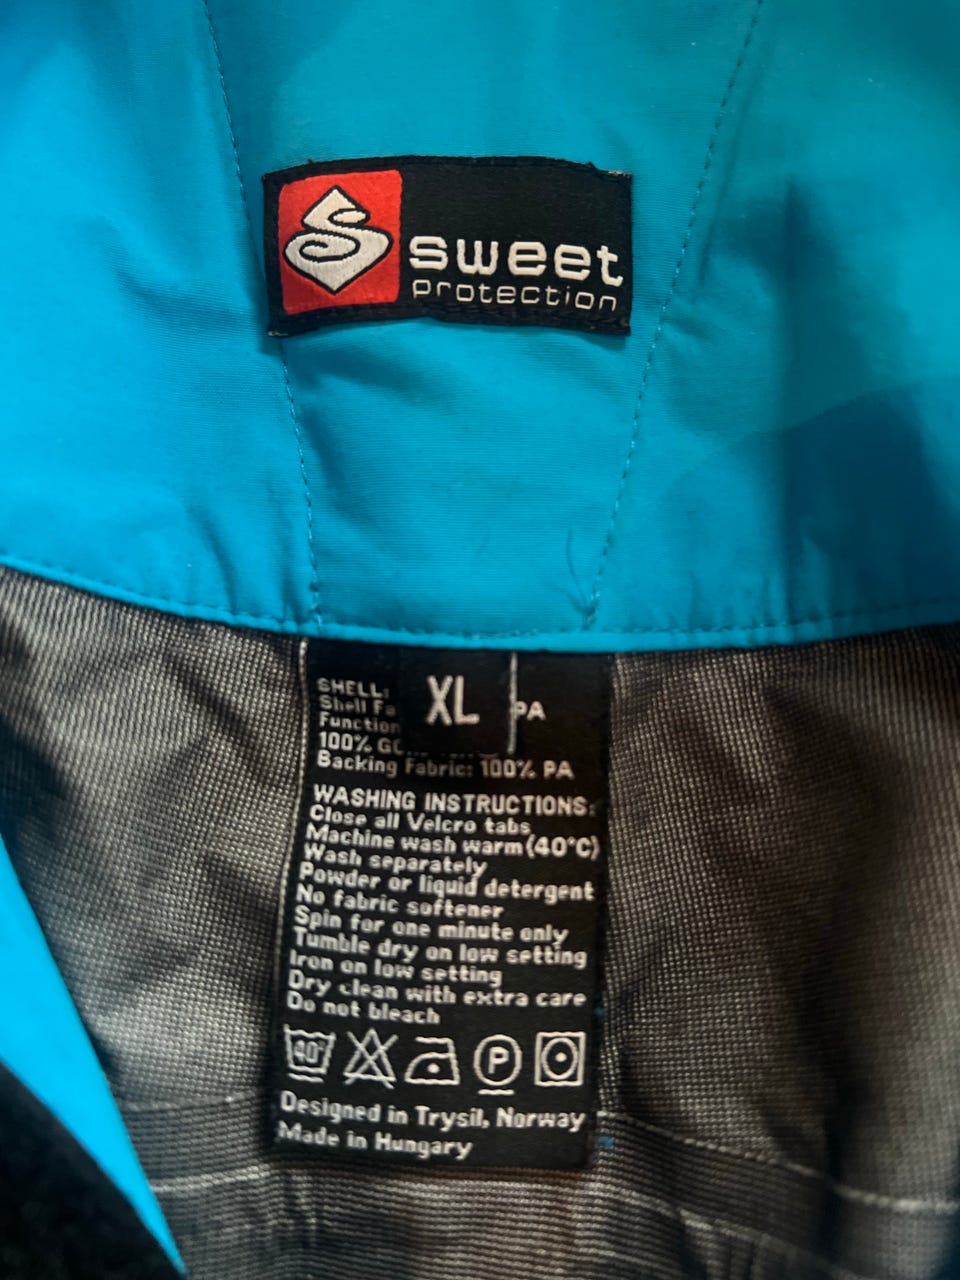 sweet
protection
XL
SHELL:
Shell Fa PA
Function
100% GO
Backing Fabric: 100% PA
WASHING INSTRUCTIONS:
Close all Velcro tabs
Machine wash warm (40°C)
Wash separately
Powder or liquid detergent
No fabric softener
Spin for one minute only
Tumble dry on low setting
Iron on low setting
Dry clean with extra care
Do not bleach
40° P
Designed in Trysil, Norway
Made in Hungary